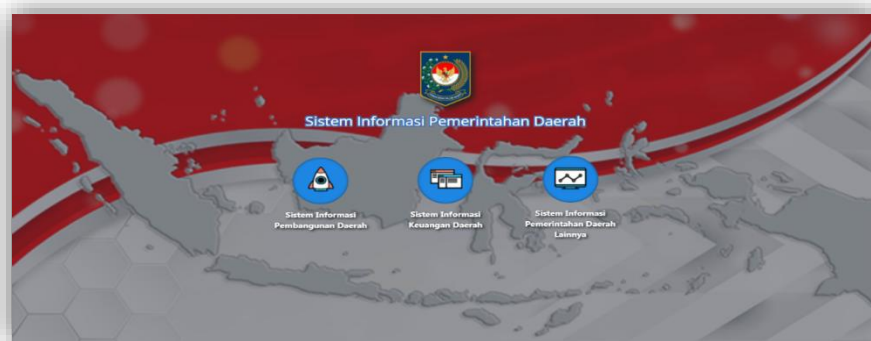 Sistem Informasi Pemerintahan Daerah
Sistem Informasi
Pembangunan Daerah
Sistem Informasi
Keuangan Daerah
Sistem Informasi
Pemerintahan Daerah
Lainnya